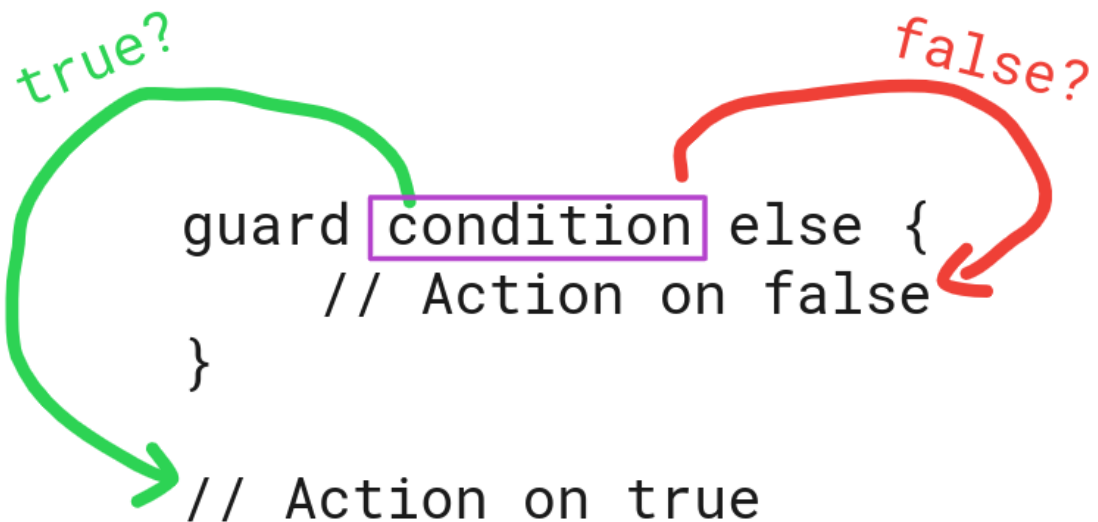 true?
false?
guard condition else {
// Action on false
}
// Action on true